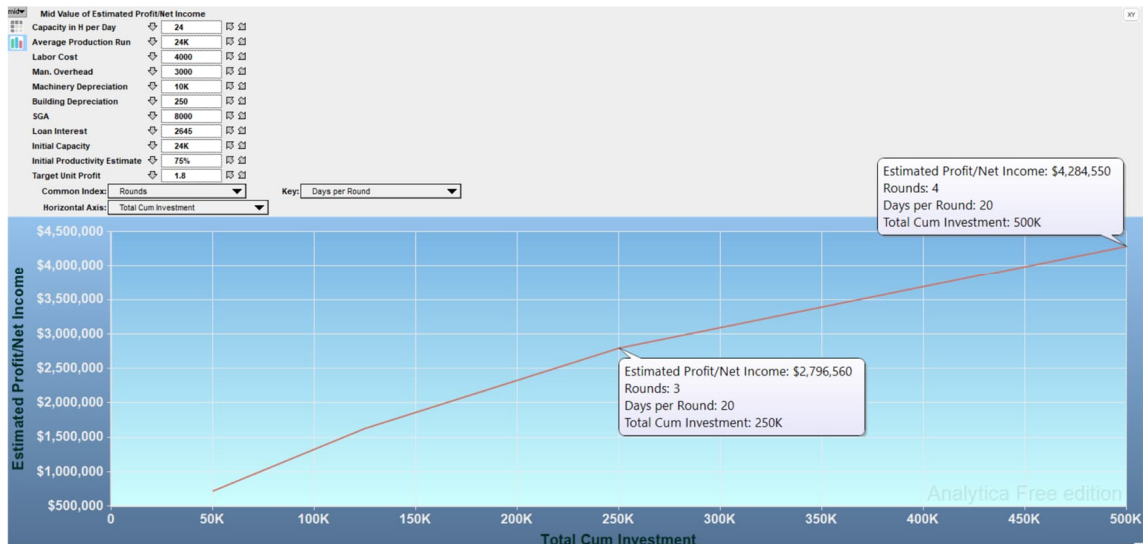 mid
Mid Value of Estimated Profit/Net Income
XY
Capacity in H per Day 24
Average Production Run 24K
Labor Cost 4000
Man. Overhead 3000
Machinery Depreciation 10K
Building Depreciation 250
SGA 8000
Loan Interest 2645
Initial Capacity 24K
Initial Productivity Estimate 75%
Target Unit Profit 1.8
Common Index: Rounds Key: Days per Round
Horizontal Axis: Total Cum Investment
Estimated Profit/Net Income: $4,284,550
Rounds: 4
Days per Round: 20
Total Cum Investment: 500K
Estimated Profit/Net Income
$4,500,000
$4,000,000
$3,500,000
$3,000,000
$2,500,000
$2,000,000
$1,500,000
$1,000,000
$500,000
Estimated Profit/Net Income: $2,796,560
Rounds: 3
Days per Round: 20
Total Cum Investment: 250K
Analytica Free edition
0 50K 100K 150K 200K 250K 300K 350K 400K 450K 500K
Total Cum Investment